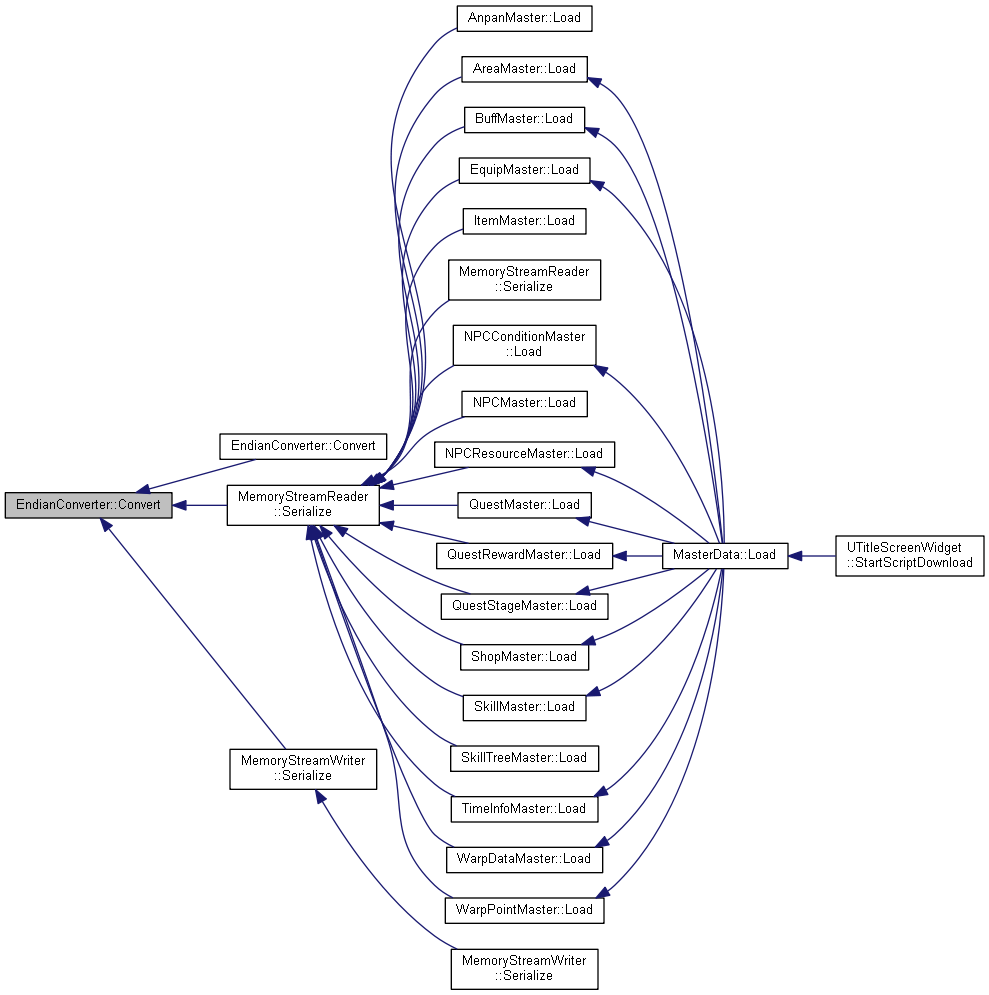 AnpanMaster::Load
AreaMaster::Load
BuffMaster::Load
EquipMaster::Load
ItemMaster::Load
MemoryStreamReader
::Serialize
NPCConditionMaster
::Load
NPCMaster::Load
EndianConverter::Convert
NPCResourceMaster::Load
EndianConverter::Convert
MemoryStreamReader
::Serialize
QuestMaster::Load
QuestRewardMaster::Load
MasterData::Load
UTitleScreenWidget
::StartScriptDownload
QuestStageMaster::Load
ShopMaster::Load
SkillMaster::Load
MemoryStreamWriter
::Serialize
SkillTreeMaster::Load
TimeInfoMaster::Load
WarpDataMaster::Load
WarpPointMaster::Load
MemoryStreamWriter
::Serialize